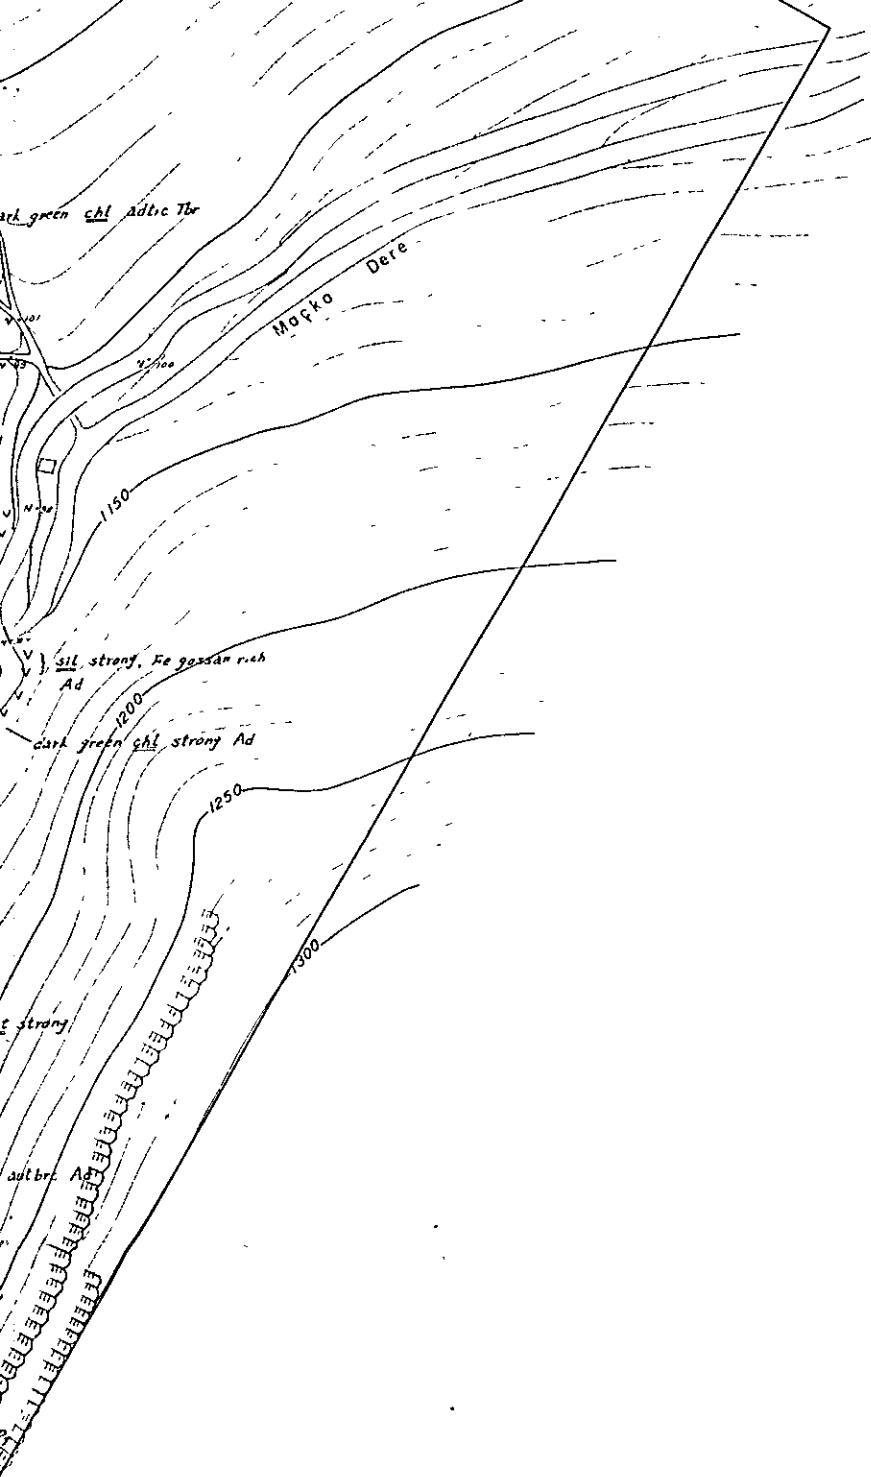 ark green chl adtic Tbr
Maçka Dere
1150
} sil strong, Fe gossan rich
Ad
1200
dark green chl strong Ad
1250
1300
t strong
autbrc Ad